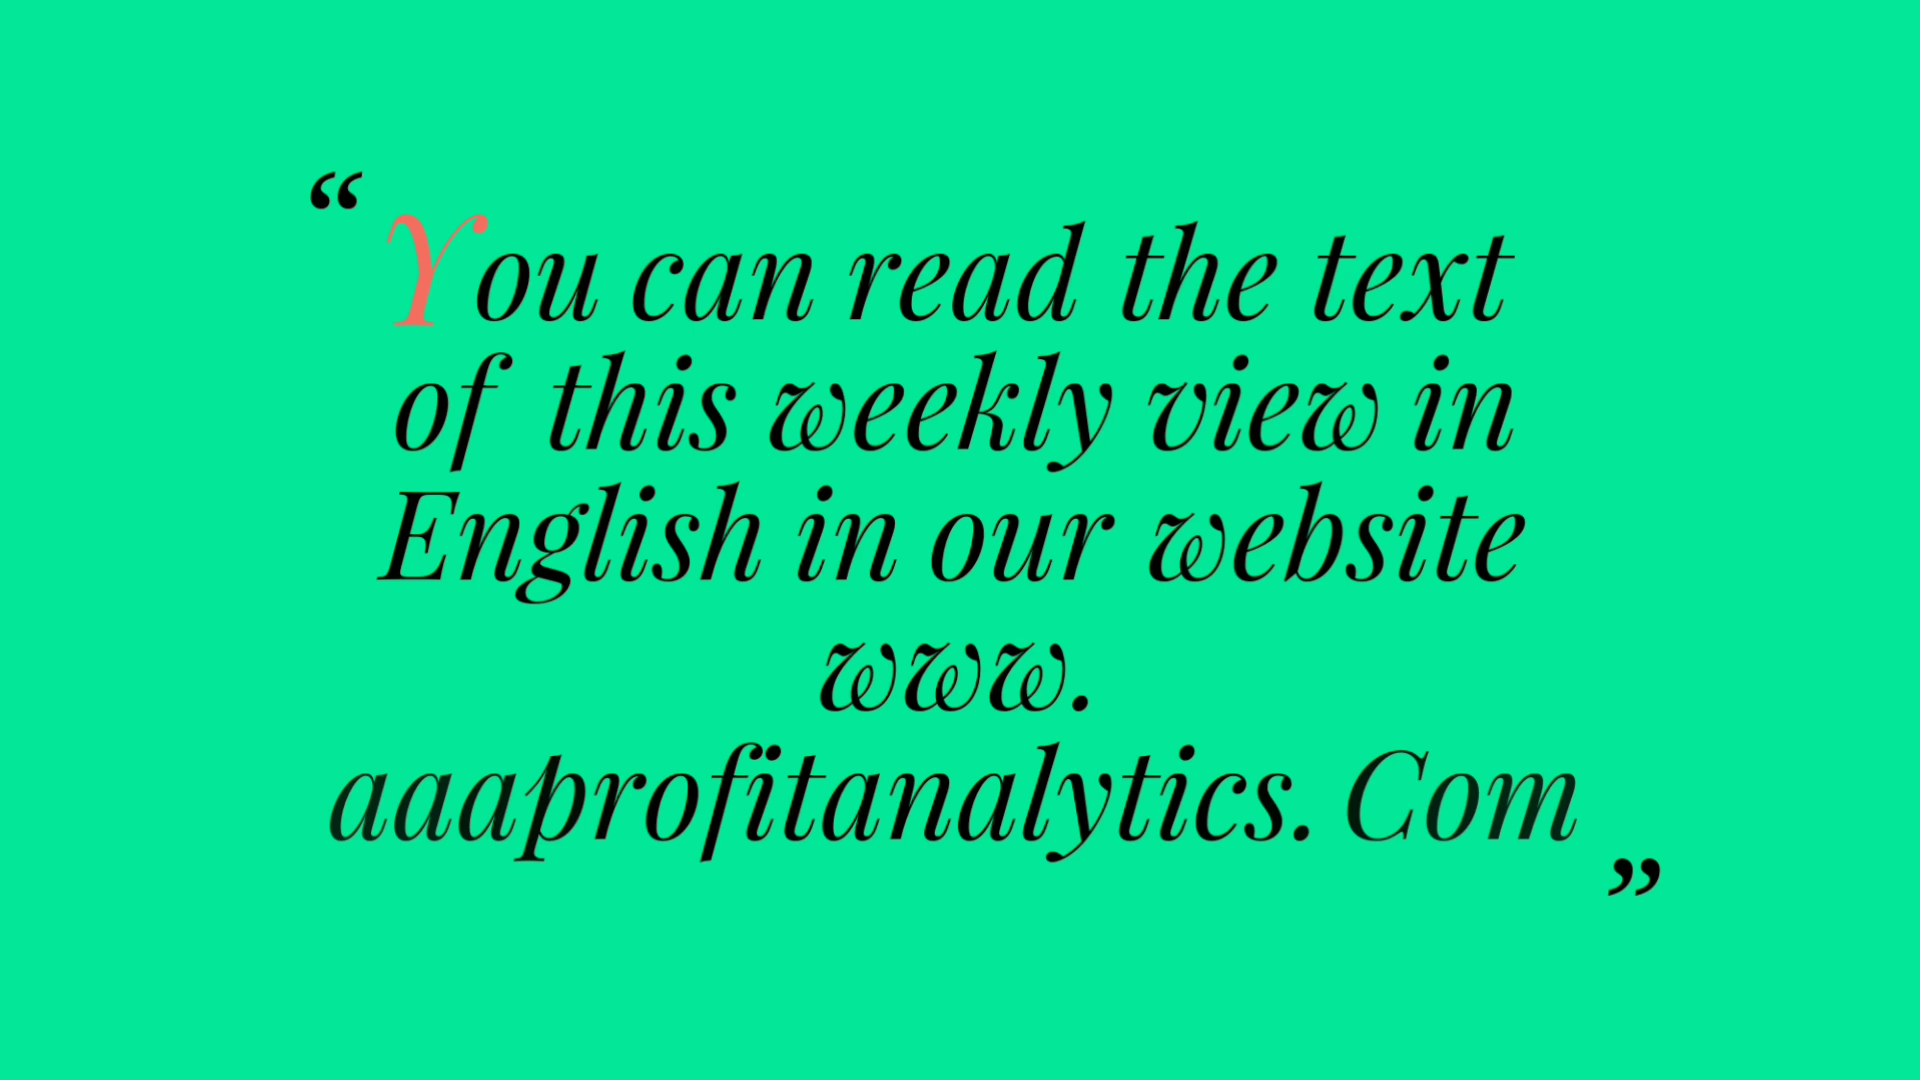 “You can read the text
of this weekly view in
English in our website
www.
aaaprofitanalytics. Com”